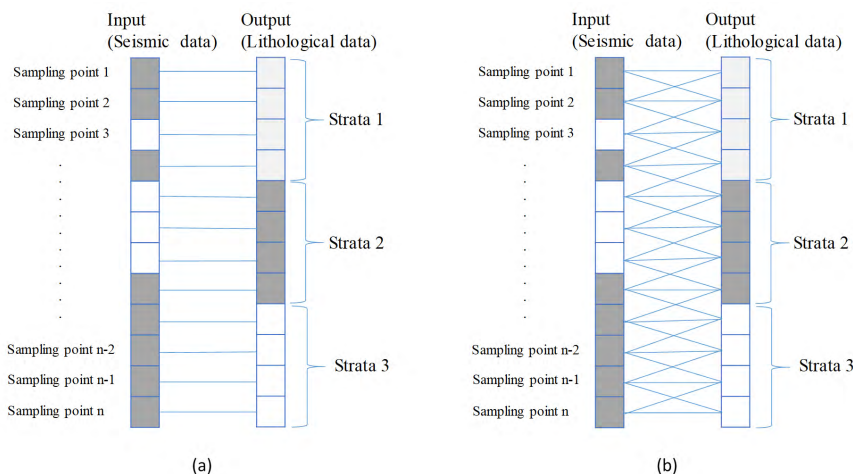 Input
(Seismic data)
Output
(Lithological data)
Sampling point 1
Sampling point 2
Sampling point 3
Sampling point n-2
Sampling point n-1
Sampling point n
Strata 1
Strata 2
Strata 3
(a)
Input
(Seismic data)
Output
(Lithological data)
Sampling point 1
Sampling point 2
Sampling point 3
Sampling point n-2
Sampling point n-1
Sampling point n
Strata 1
Strata 2
Strata 3
(b)